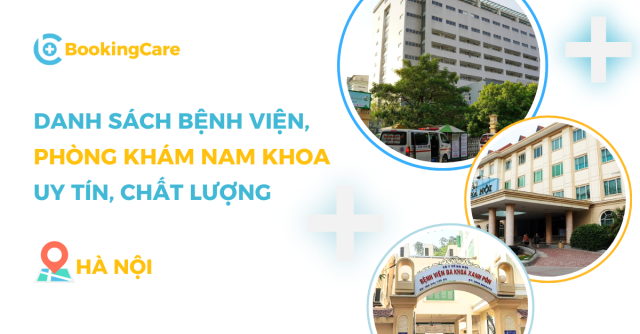 BookingCare
DANH SÁCH BỆNH VIỆN,
PHÒNG KHÁM NAM KHOA
UY TÍN, CHẤT LƯỢNG
HÀ NỘI
BỆNH VIỆN ĐA KHOA XANH PÔN